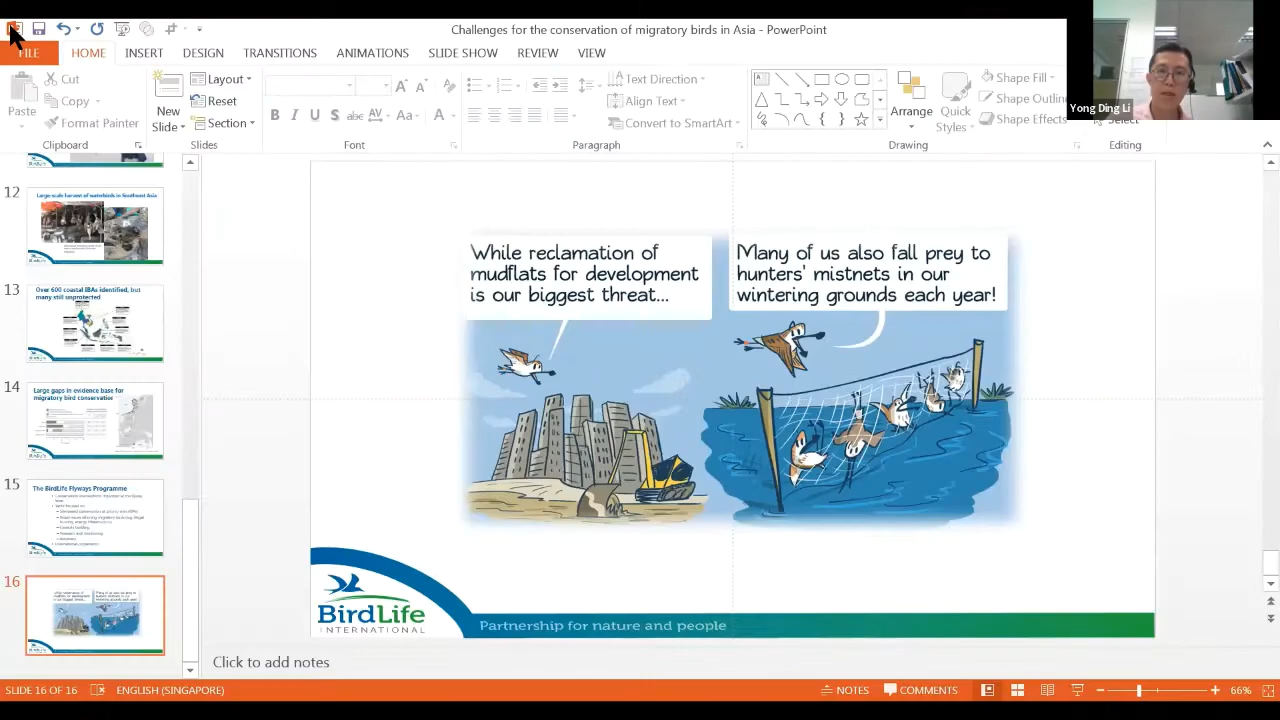 Challenges for the conservation of migratory birds in Asia - PowerPoint
FILE HOME INSERT DESIGN TRANSITIONS ANIMATIONS SLIDE SHOW REVIEW VIEW
Yong Ding Li
Paste
Cut
Copy
Format Painter
Clipboard
New
Slide
Layout
Reset
Section
Slides
B I U S abc AV Aa A
Font
Text Direction
Align Text
Convert to SmartArt
Paragraph
Arrange
Quick
Styles
Shape Fill
Shape Outlin
Shape Effects
Drawing
Select
Editing
12
Large-scale harvest of waterbirds in Southeast Asia
13
Over 600 coastal IBAs identified, but
many still unprotected
14
Large gaps in evidence base for
migratory bird conservation
15
The BirdLife Flyways Programme
16
While reclamation of
mudflats for development
is our biggest threat...
Many of us also fall prey to
hunters' mistnets in our
wintering grounds each year!
BirdLife
INTERNATIONAL
Partnership for nature and people
Click to add notes
SLIDE 16 OF 16 ENGLISH (SINGAPORE) NOTES COMMENTS 66%